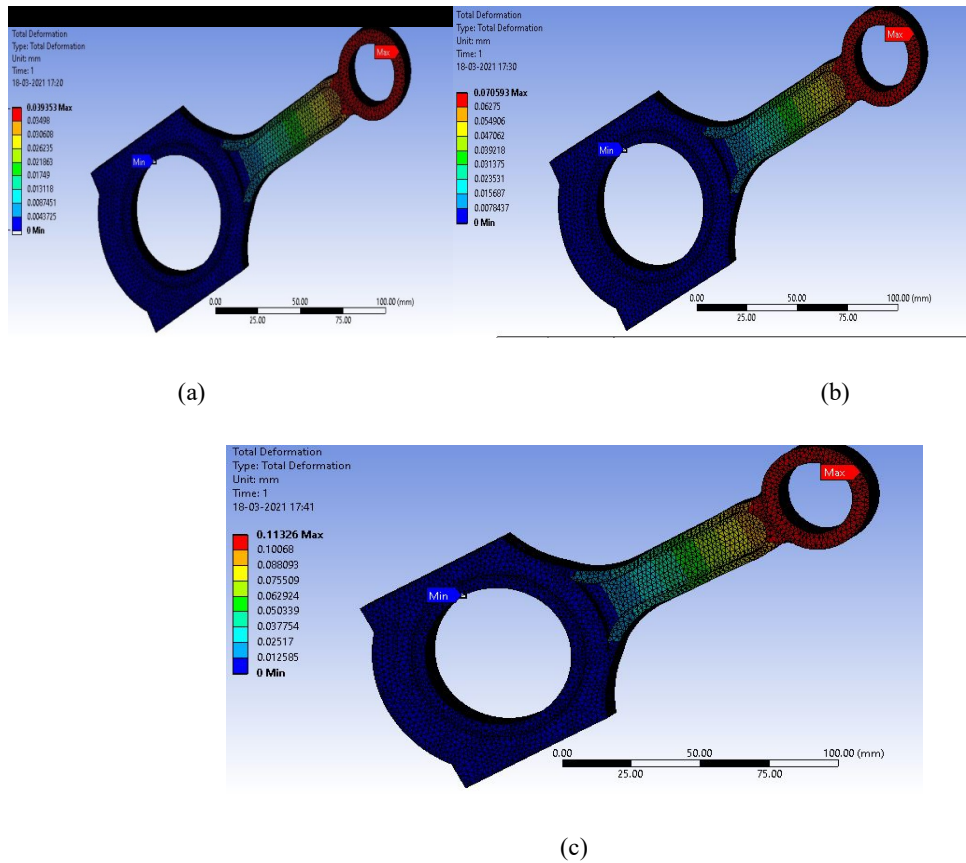 Total Deformation
Type: Total Deformation
Unit: mm
Time: 1
18-03-2021 17:20
0.039353 Max
0.03498
0.030608
0.026235
0.021863
0.01749
0.013118
0.0087451
0.0043725
0 Min
Min
Max
0.00 50.00 100.00 (mm)
25.00 75.00
(a)
Total Deformation
Type: Total Deformation
Unit: mm
Time: 1
18-03-2021 17:30
0.070593 Max
0.06275
0.054906
0.047062
0.039218
0.031375
0.023531
0.015687
0.0078437
0 Min
Min
Max
0.00 50.00 100.00 (mm)
25.00 75.00
(b)
Total Deformation
Type: Total Deformation
Unit: mm
Time: 1
18-03-2021 17:41
0.11326 Max
0.10068
0.088093
0.075509
0.062924
0.050339
0.037754
0.02517
0.012585
0 Min
Min
Max
0.00 50.00 100.00 (mm)
25.00 75.00
(c)